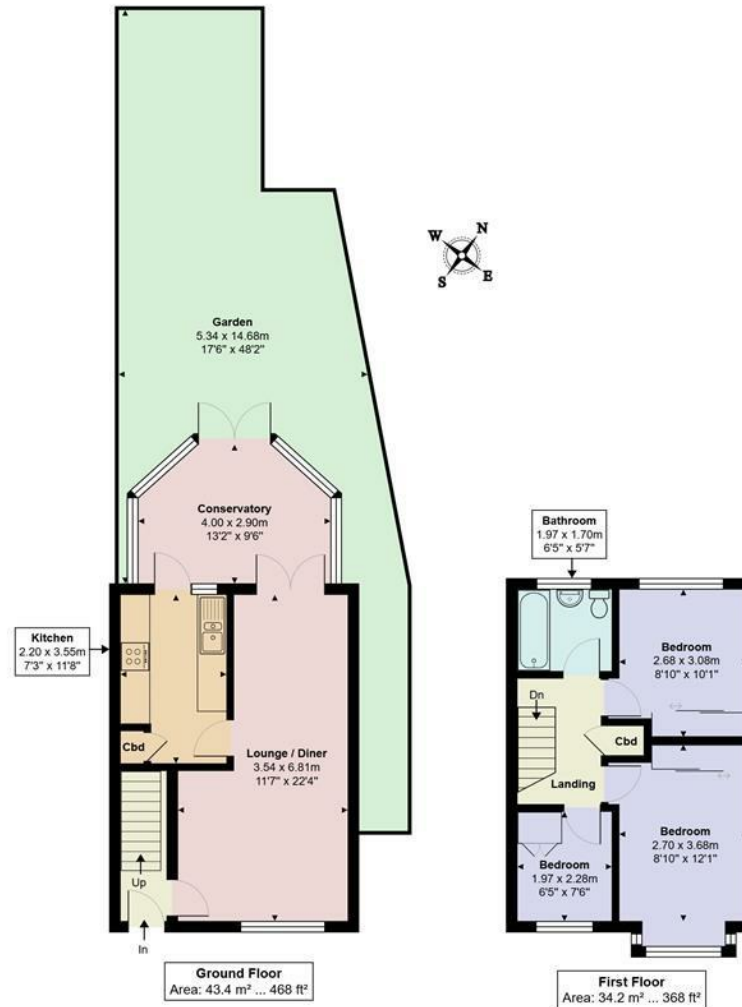 W N
S E
Garden
5.34 x 14.68m
17'6" x 48'2"
Conservatory
4.00 x 2.90m
13'2" x 9'6"
Kitchen
2.20 x 3.55m
7'3" x 11'8"
Cbd
Lounge / Diner
3.54 x 6.81m
11'7" x 22'4"
Up
In
Ground Floor
Area: 43.4 m² ... 468 ft²
Bathroom
1.97 x 1.70m
6'5" x 5'7"
Bedroom
2.68 x 3.08m
8'10" x 10'1"
Dn
Cbd
Landing
Bedroom
2.70 x 3.68m
8'10" x 12'1"
Bedroom
1.97 x 2.28m
6'5" x 7'6"
First Floor
Area: 34.2 m² ... 368 ft²